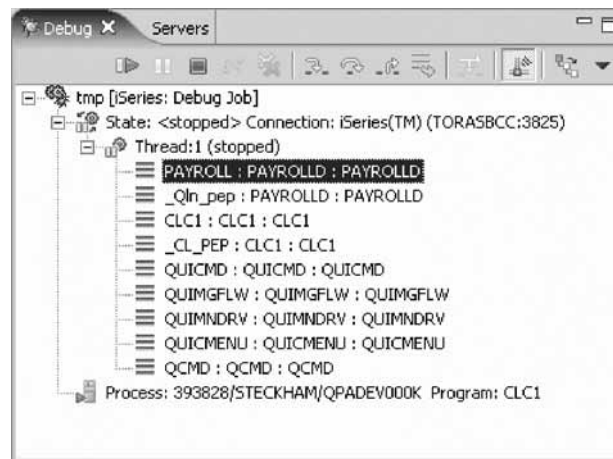 Debug Servers
tmp [iSeries: Debug Job]
State: <stopped> Connection: iSeries(TM) (TORASBCC:3825)
Thread:1 (stopped)
PAYROLL : PAYROLLD : PAYROLLD
_Qln_pep : PAYROLLD : PAYROLLD
CLC1 : CLC1 : CLC1
_CL_PEP : CLC1 : CLC1
QUICMD : QUICMD : QUICMD
QUIMGFLW : QUIMGFLW : QUIMGFLW
QUIMNDRV : QUIMNDRV : QUIMNDRV
QUICMENU : QUICMENU : QUICMENU
QCMD : QCMD : QCMD
Process: 393828/STECKHAM/QPADEV000K Program: CLC1